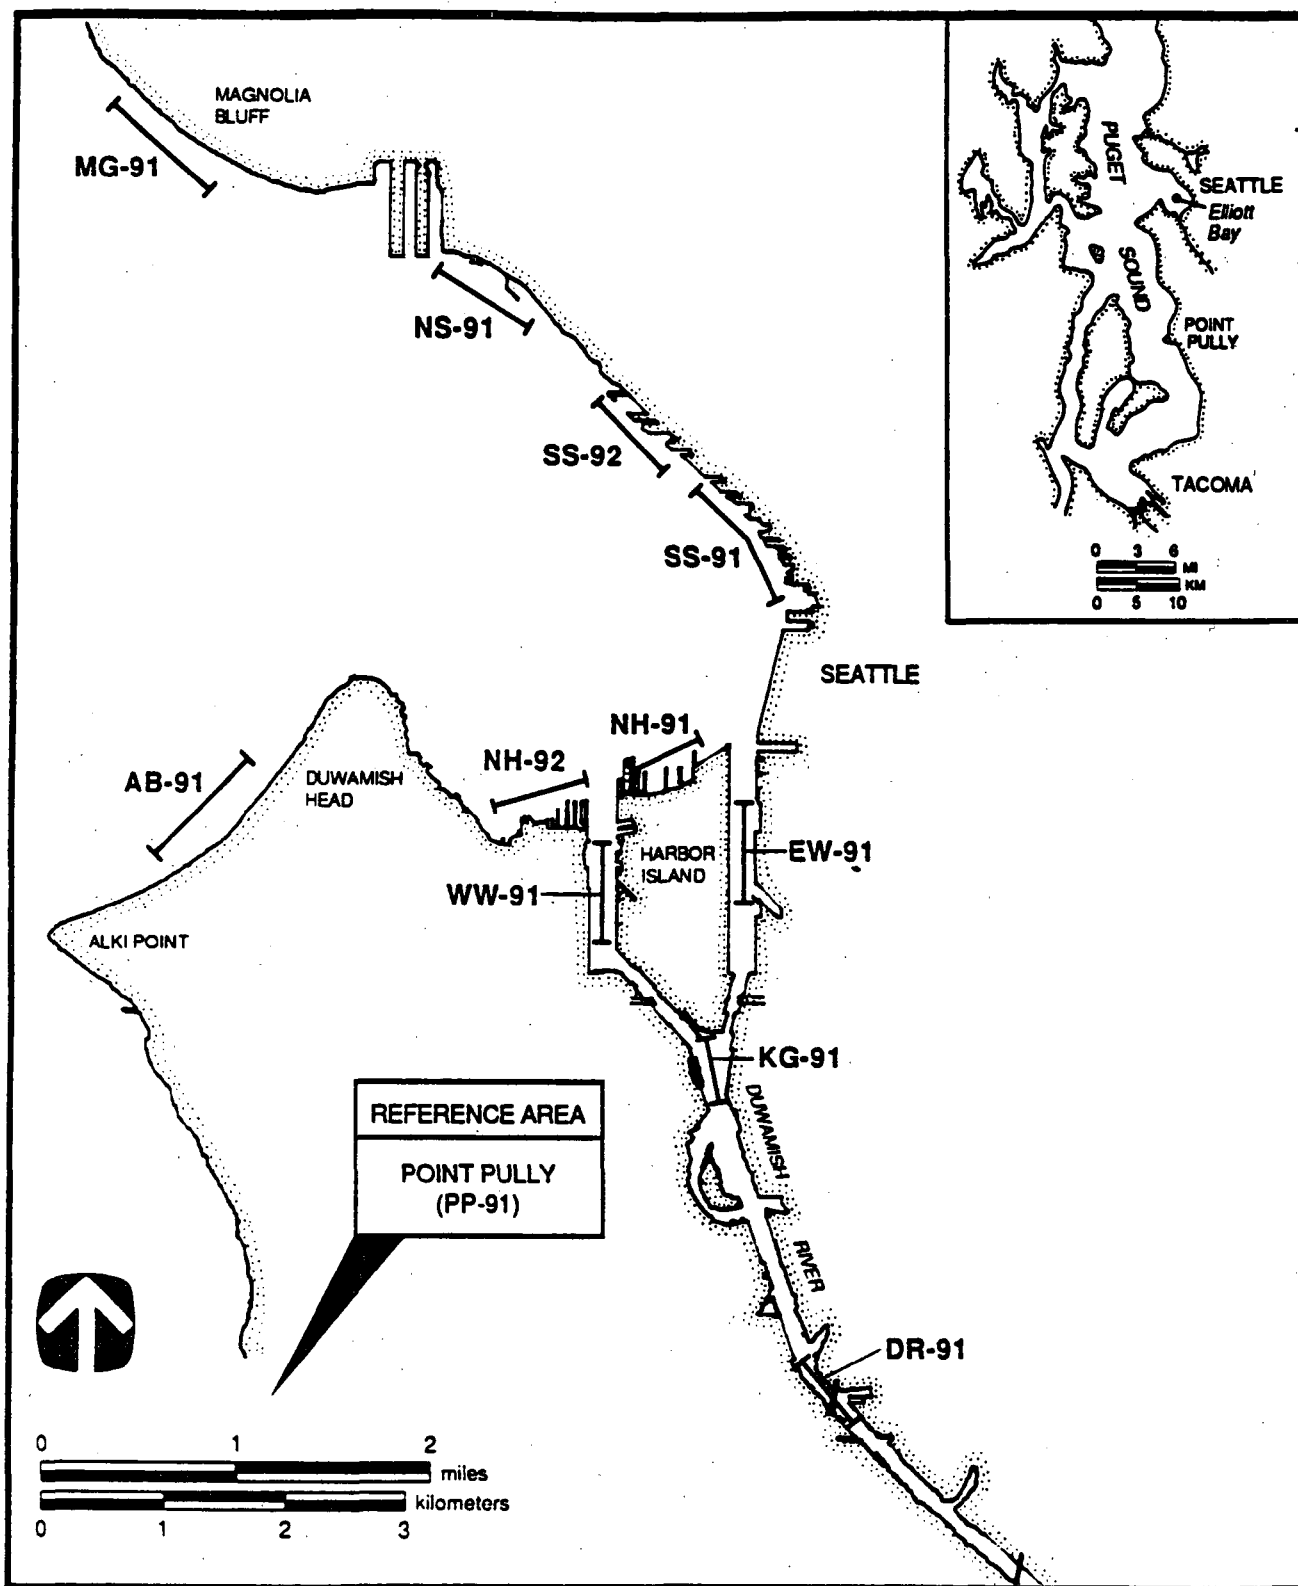 MAGNOLIA
BLUFF
MG-91
NS-91
SS-92
SS-91
PUGET
SOUND
SEATTLE
Elliott
Bay
POINT
PULLY
TACOMA
0 3 6
MI
KM
0 5 10
SEATTLE
NH-91
NH-92
AB-91
DUWAMISH
HEAD
HARBOR
ISLAND
EW-91
WW-91
ALKI POINT
KG-91
DUWAMISH
RIVER
REFERENCE AREA
POINT PULLY
(PP-91)
DR-91
0 1 2
miles
kilometers
0 1 2 3